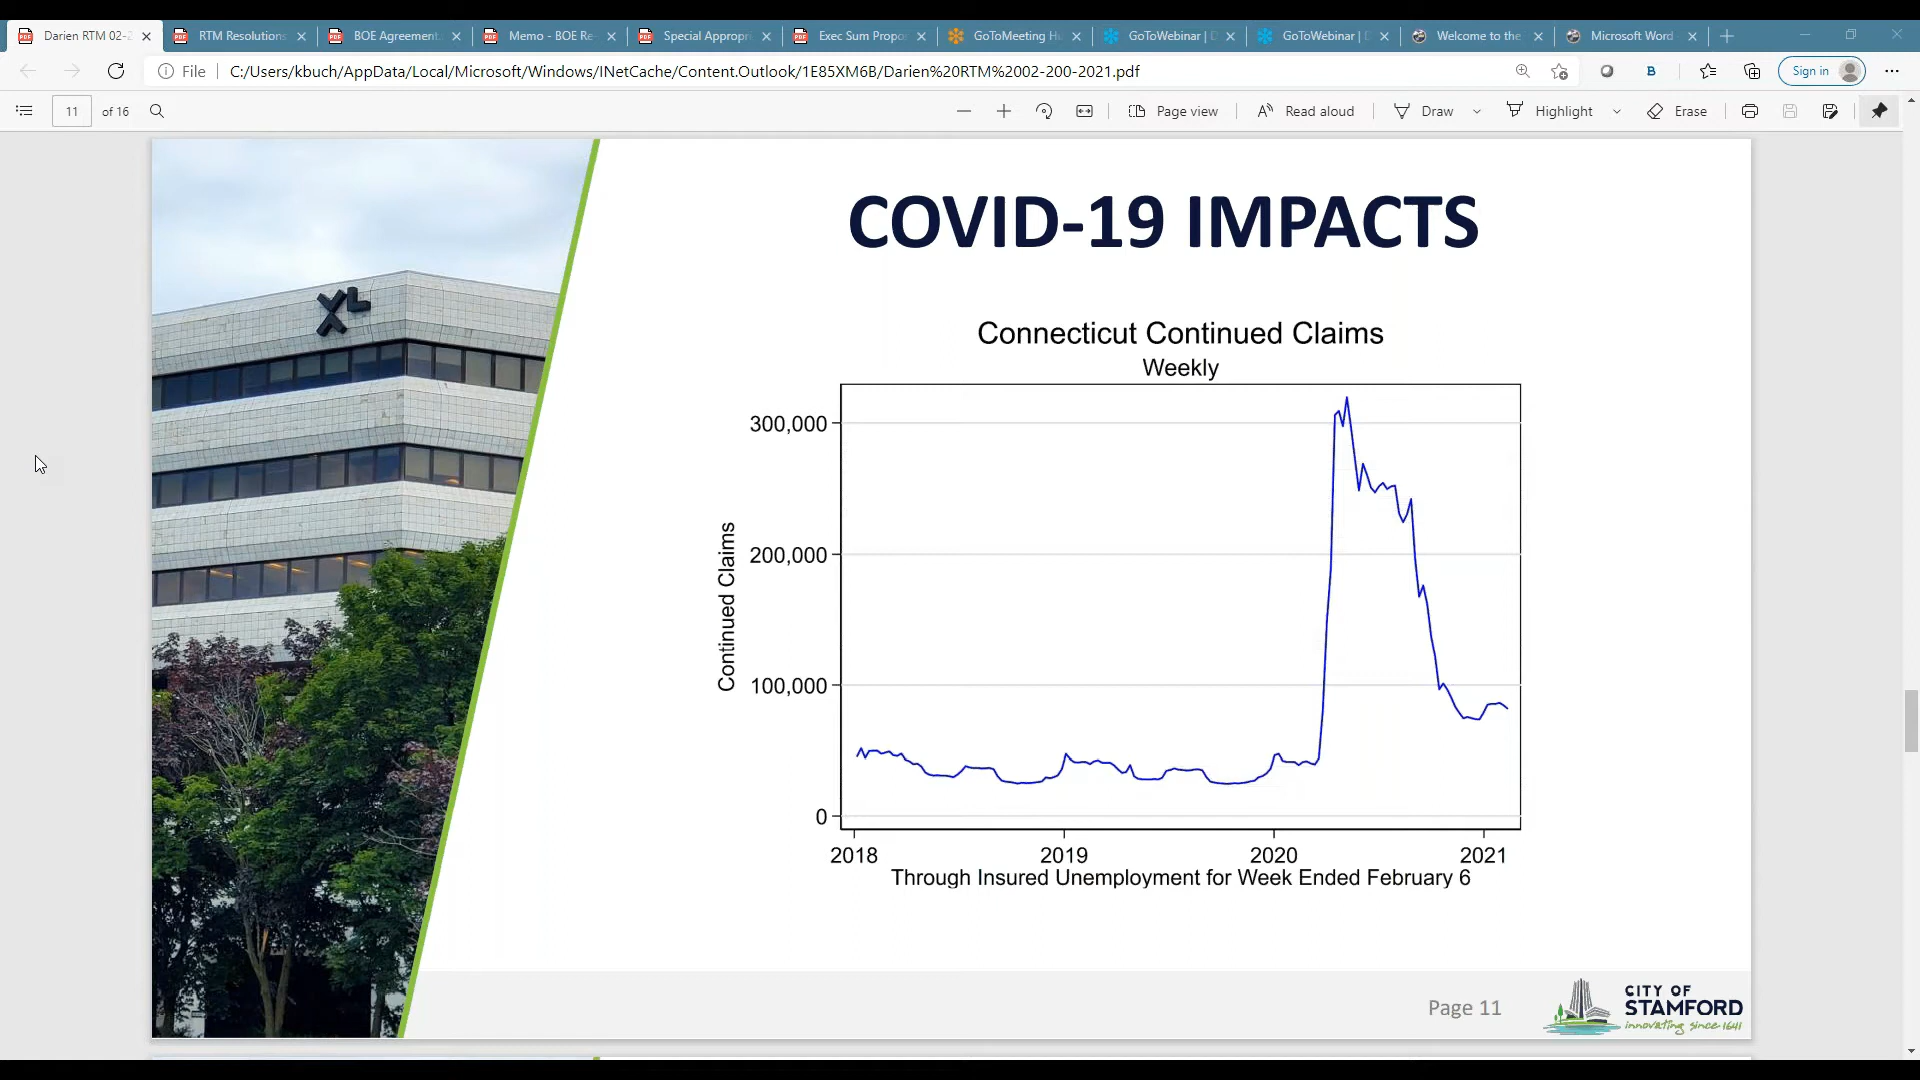 Darien RTM 02-2
RTM Resolutions
BOE Agreement
Memo - BOE Re
Special Appropri
Exec Sum Propo
GoToMeeting H
GoToWebinar | D
GoToWebinar | D
Welcome to the
Microsoft Word
File
C:/Users/kbuch/AppData/Local/Microsoft/Windows/INetCache/Content.Outlook/1E85XM6B/Darien%20RTM%2002-200-2021.pdf
B
Sign in
11 of 16
Page view
Read aloud
Draw
Highlight
Erase
XL
COVID-19 IMPACTS
Connecticut Continued Claims
Weekly
Continued Claims
300,000
200,000
100,000
0
2018 2019 2020 2021
Through Insured Unemployment for Week Ended February 6
Page 11
CITY OF
STAMFORD
innovating since 1641